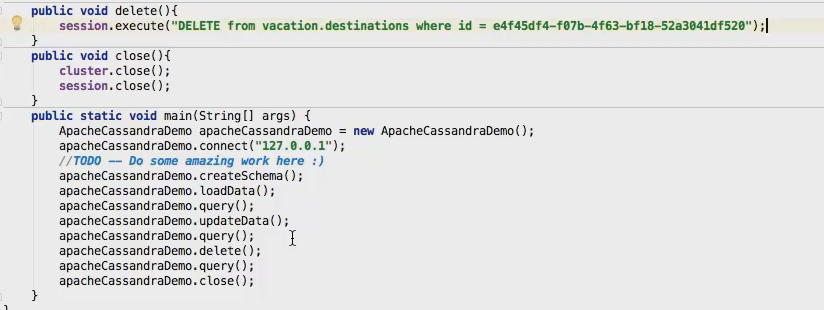 public void delete(){
session.execute("DELETE from vacation.destinations where id = e4f45df4-f07b-4f63-bf18-52a3041df520");
}
public void close(){
cluster.close();
session.close();
}
public static void main(String[] args) {
ApacheCassandraDemo apacheCassandraDemo = new ApacheCassandraDemo();
apacheCassandraDemo.connect("127.0.0.1");
//TODO -- Do some amazing work here :)
apacheCassandraDemo.createSchema();
apacheCassandraDemo.loadData();
apacheCassandraDemo.query();
apacheCassandraDemo.updateData();
apacheCassandraDemo.query();
apacheCassandraDemo.delete();
apacheCassandraDemo.query();
apacheCassandraDemo.close();
}
}